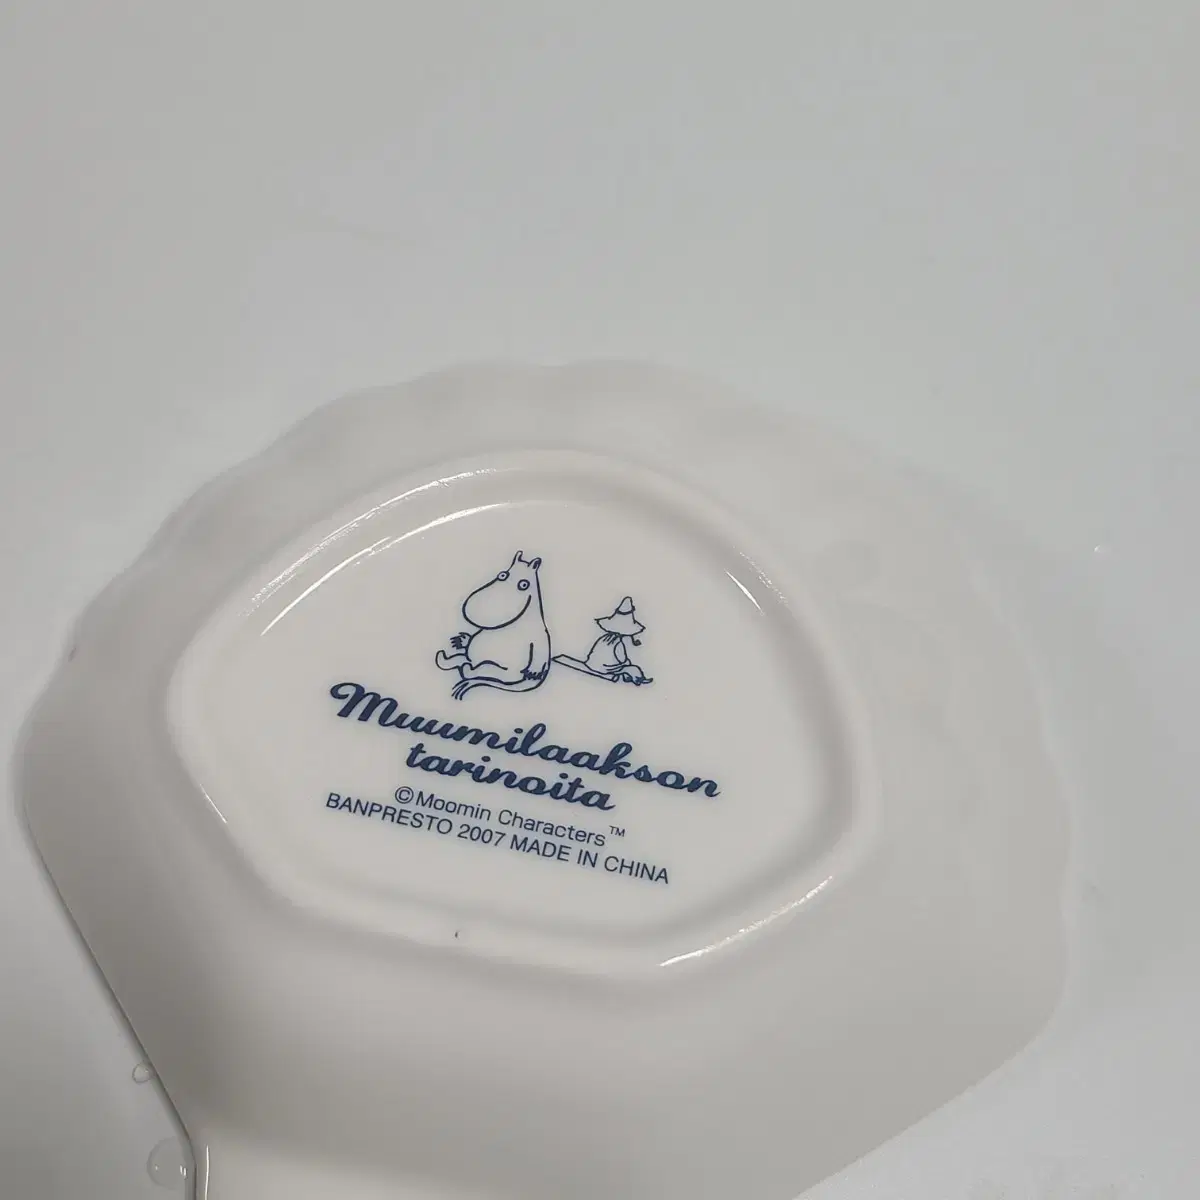 Muumilaakson
tarinoita
©Moomin Characters™
BANPRESTO 2007 MADE IN CHINA